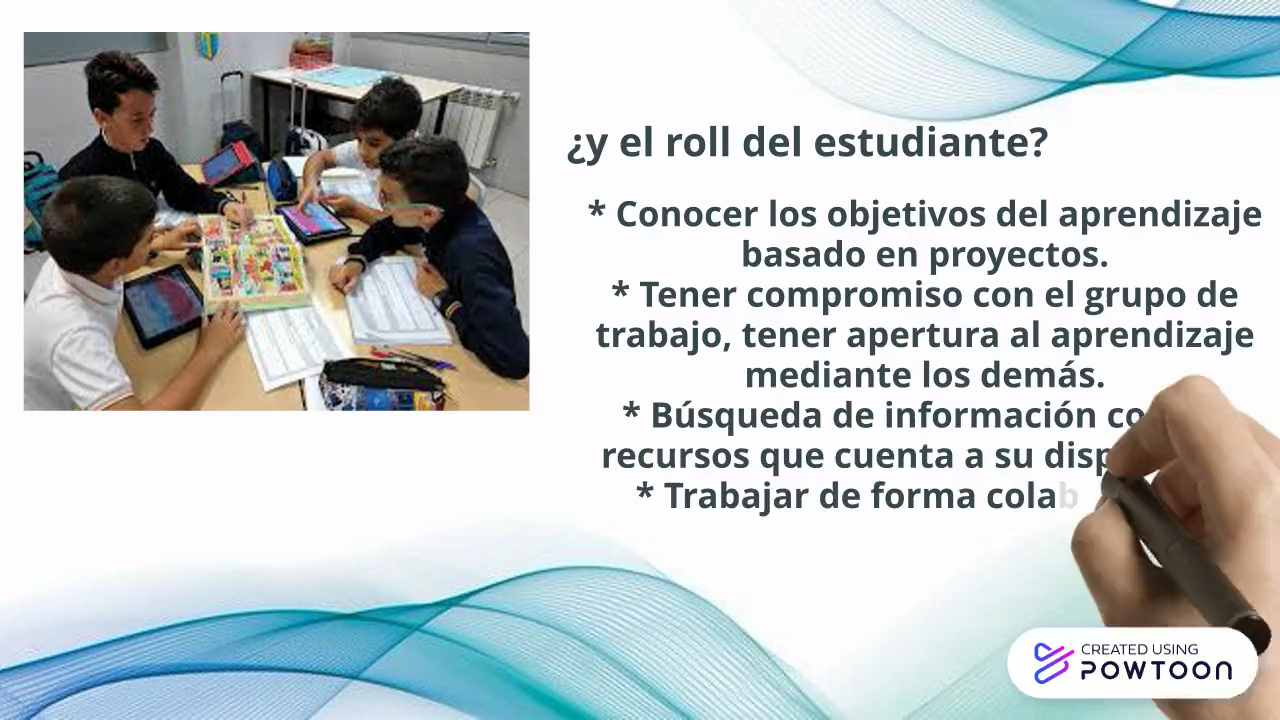 ¿y el roll del estudiante?
* Conocer los objetivos del aprendizaje
basado en proyectos.
* Tener compromiso con el grupo de
trabajo, tener apertura al aprendizaje
mediante los demás.
* Búsqueda de información
recursos que cuenta a su
* Trabajar de forma
CREATED USING
POWTOON